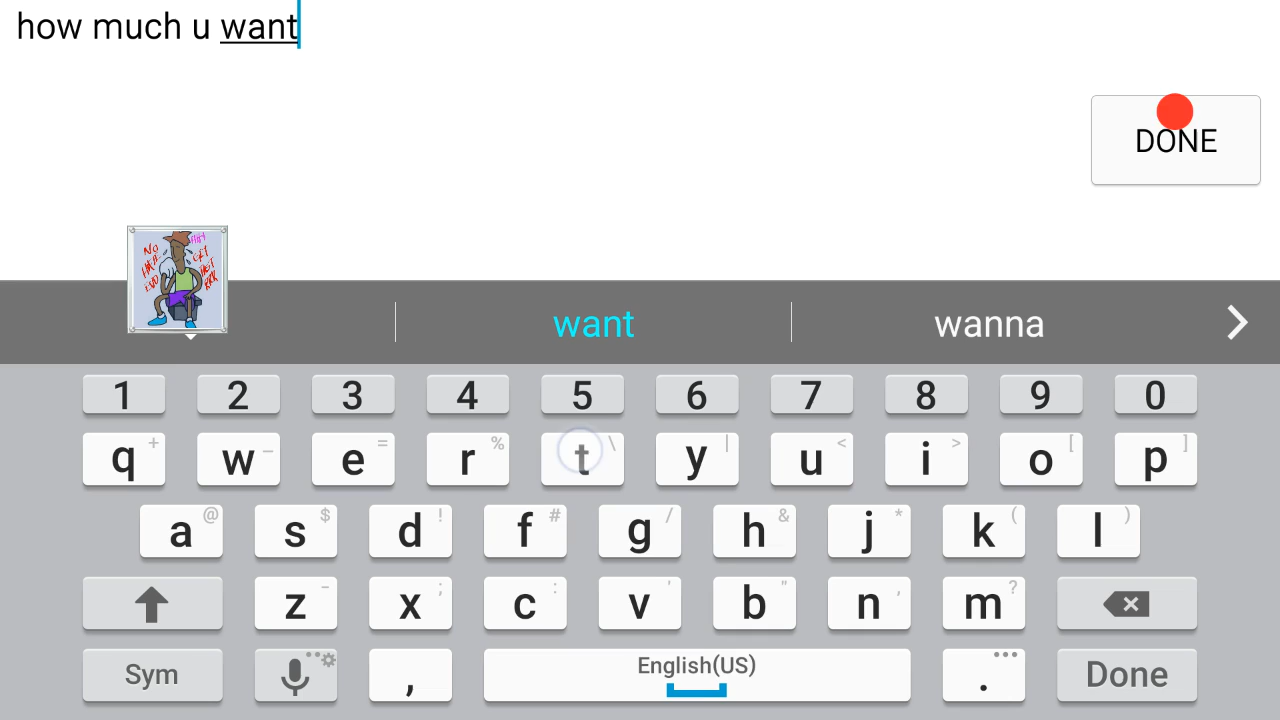 how much u want
DONE
NO
want
wanna
1 2 3 4 5 6 7 8 9 0
q + w - e = r % t \ y | u < i > o [ p ]
a @ s $ d ! f # g / h & j * k ( l )
z - x ; c : v ' b " n , m ?
Sym , English(US) . Done